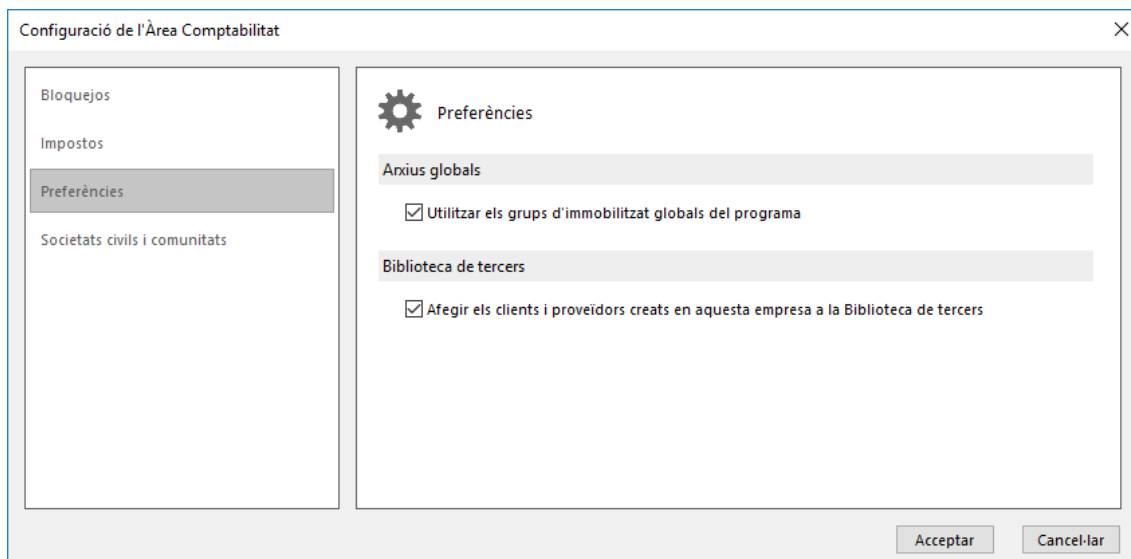 Configuració de l'Àrea Comptabilitat
Bloquejos
Impostos
Preferències
Societats civils i comunitats
Preferències
Arxius globals
Utilitzar els grups d'immobilitzat globals del programa
Biblioteca de tercers
Afegir els clients i proveïdors creats en aquesta empresa a la Biblioteca de tercers
Acceptar
Cancel·lar